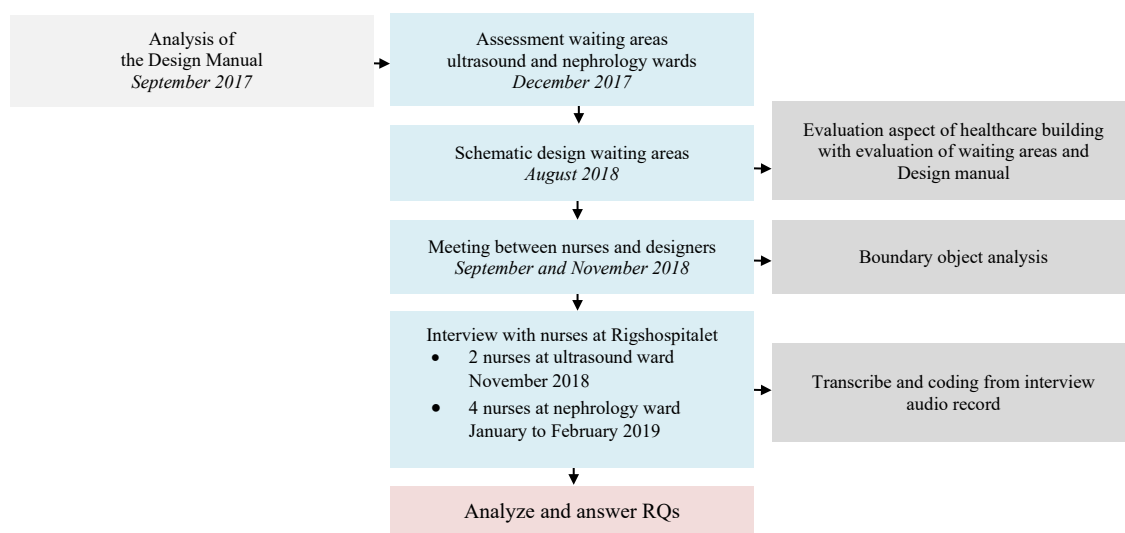 Analysis of
the Design Manual
September 2017
Assessment waiting areas
ultrasound and nephrology wards
December 2017
Schematic design waiting areas
August 2018
Evaluation aspect of healthcare building
with evaluation of waiting areas and
Design manual
Meeting between nurses and designers
September and November 2018
Boundary object analysis
Interview with nurses at Rigshospitalet
● 2 nurses at ultrasound ward
November 2018
● 4 nurses at nephrology ward
January to February 2019
Transcribe and coding from interview
audio record
Analyze and answer RQs